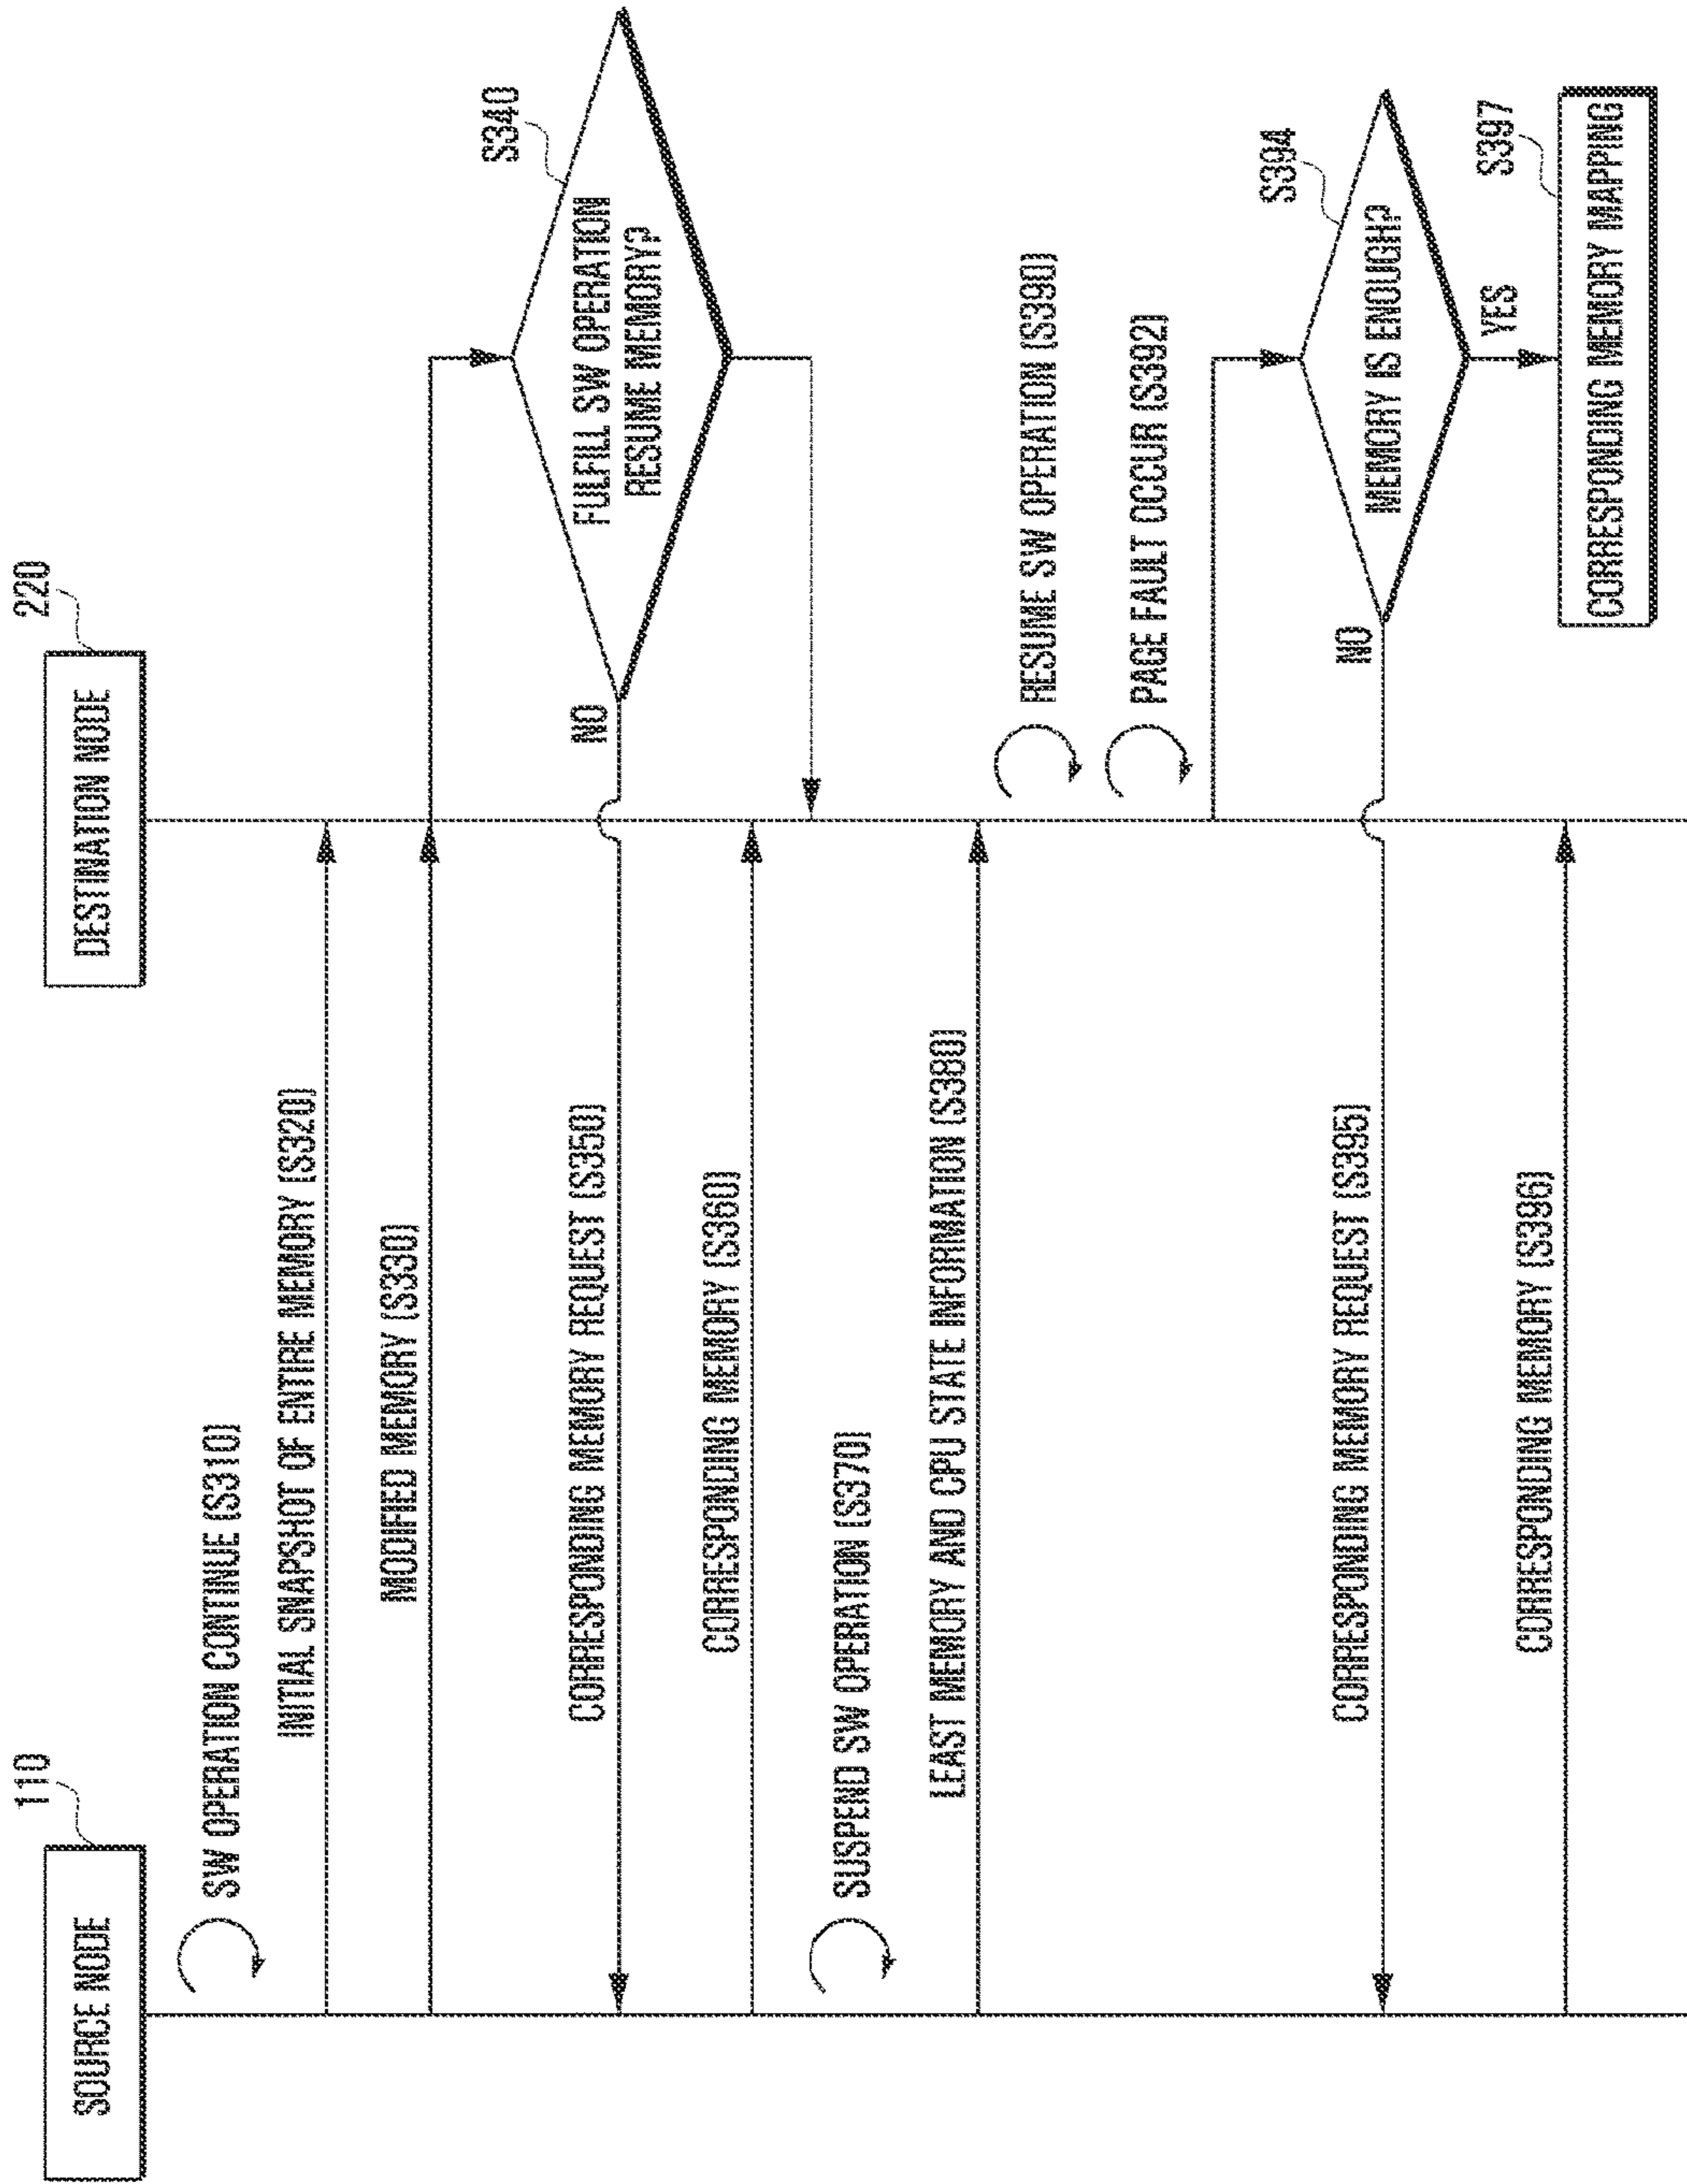 110
SOURCE NODE
220
DESTINATION NODE
SW OPERATION CONTINUE (S310)
INITIAL SNAPSHOT OF ENTIRE MEMORY (S320)
MODIFIED MEMORY (S330)
S340
FULFILL SW OPERATION
RESUME MEMORY?
NO
CORRESPONDING MEMORY REQUEST (S350)
CORRESPONDING MEMORY (S360)
SUSPEND SW OPERATION (S370)
LEAST MEMORY AND CPU STATE INFORMATION (S380)
RESUME SW OPERATION (S390)
PAGE FAULT OCCUR (S392)
S394
MEMORY IS ENOUGH?
NO
YES
CORRESPONDING MEMORY REQUEST (S395)
S397
CORRESPONDING MEMORY MAPPING
CORRESPONDING MEMORY (S396)